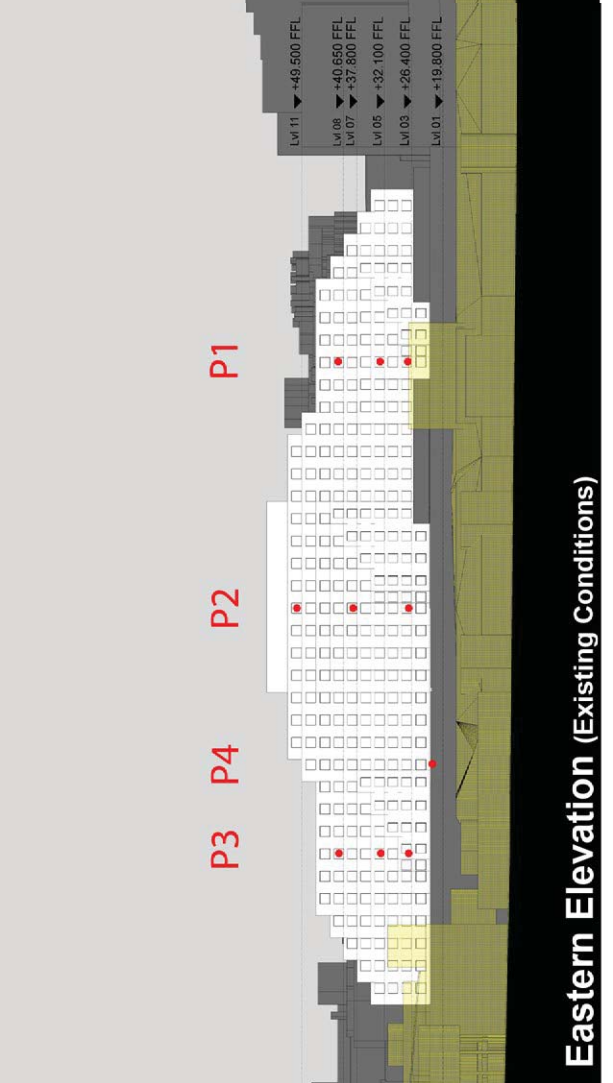 Lvl 11 +49.500 FFL
Lvl 08 +40.650 FFL
Lvl 07 +37.800 FFL
Lvl 05 +32.100 FFL
Lvl 03 +26.400 FFL
Lvl 01 +19.800 FFL
P3
P4
P2
P1
Eastern Elevation (Existing Conditions)